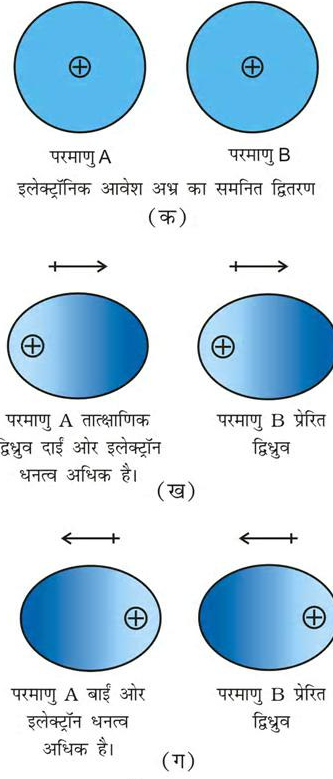 परमाणु A
परमाणु B
इलेक्ट्रॉनिक आवेश अभ्र का समनित द्वितरण
(क)
परमाणु A तात्क्षाणिक
द्विध्रुव दाईं ओर इलेक्ट्रॉन
धनत्व अधिक है।
परमाणु B प्रेरित
द्विध्रुव
(ख)
परमाणु A बाईं ओर
इलेक्ट्रॉन धनत्व
अधिक है।
परमाणु B प्रेरित
द्विध्रुव
(ग)